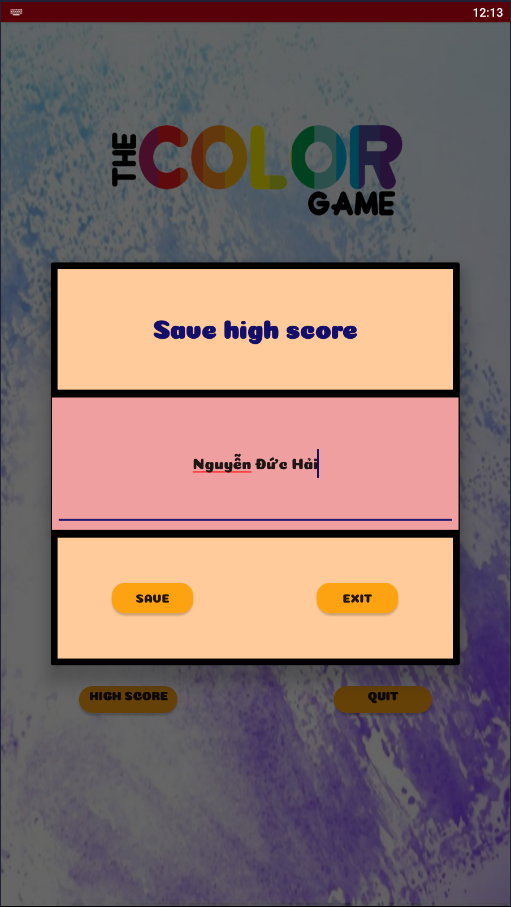 12:13
THE
COLOR
GAME
Save high score
Nguyễn Đức Hải
SAVE
EXIT
HIGH SCORE
QUIT